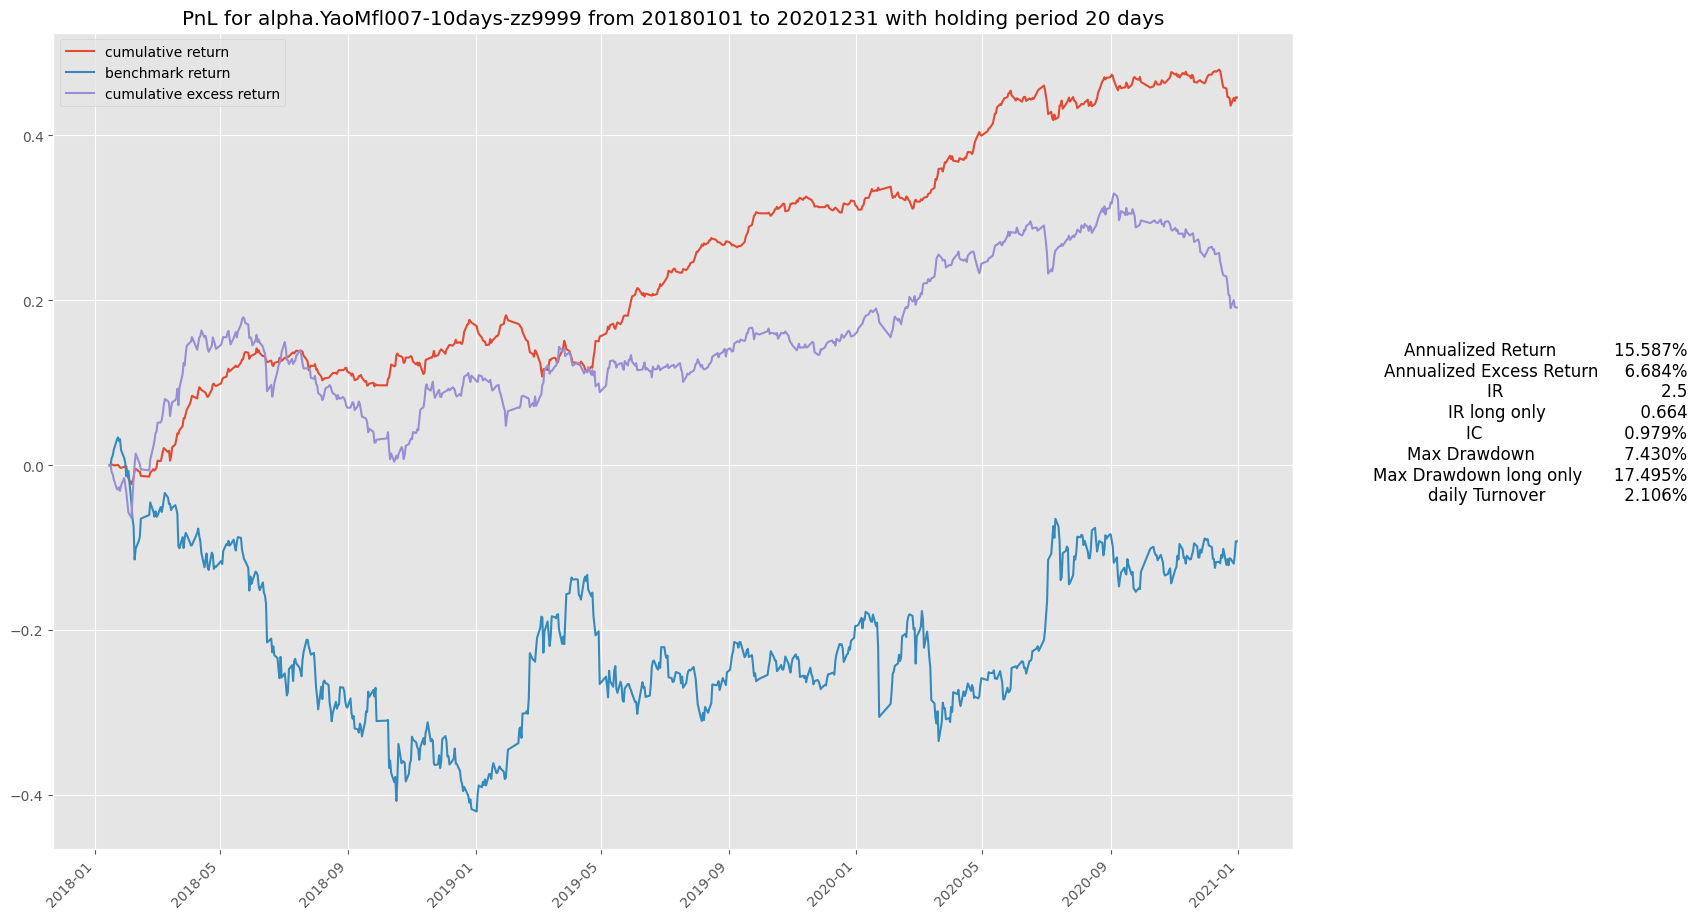 PnL for alpha.YaoMfl007-10days-zz9999 from 20180101 to 20201231 with holding period 20 days
cumulative return
benchmark return
cumulative excess return
0.4
0.2
0.0
−0.2
−0.4
2018-01
2018-05
2018-09
2019-01
2019-05
2019-09
2020-01
2020-05
2020-09
2021-01
Annualized Return 15.587%
Annualized Excess Return 6.684%
IR 2.5
IR long only 0.664
IC 0.979%
Max Drawdown 7.430%
Max Drawdown long only 17.495%
daily Turnover 2.106%